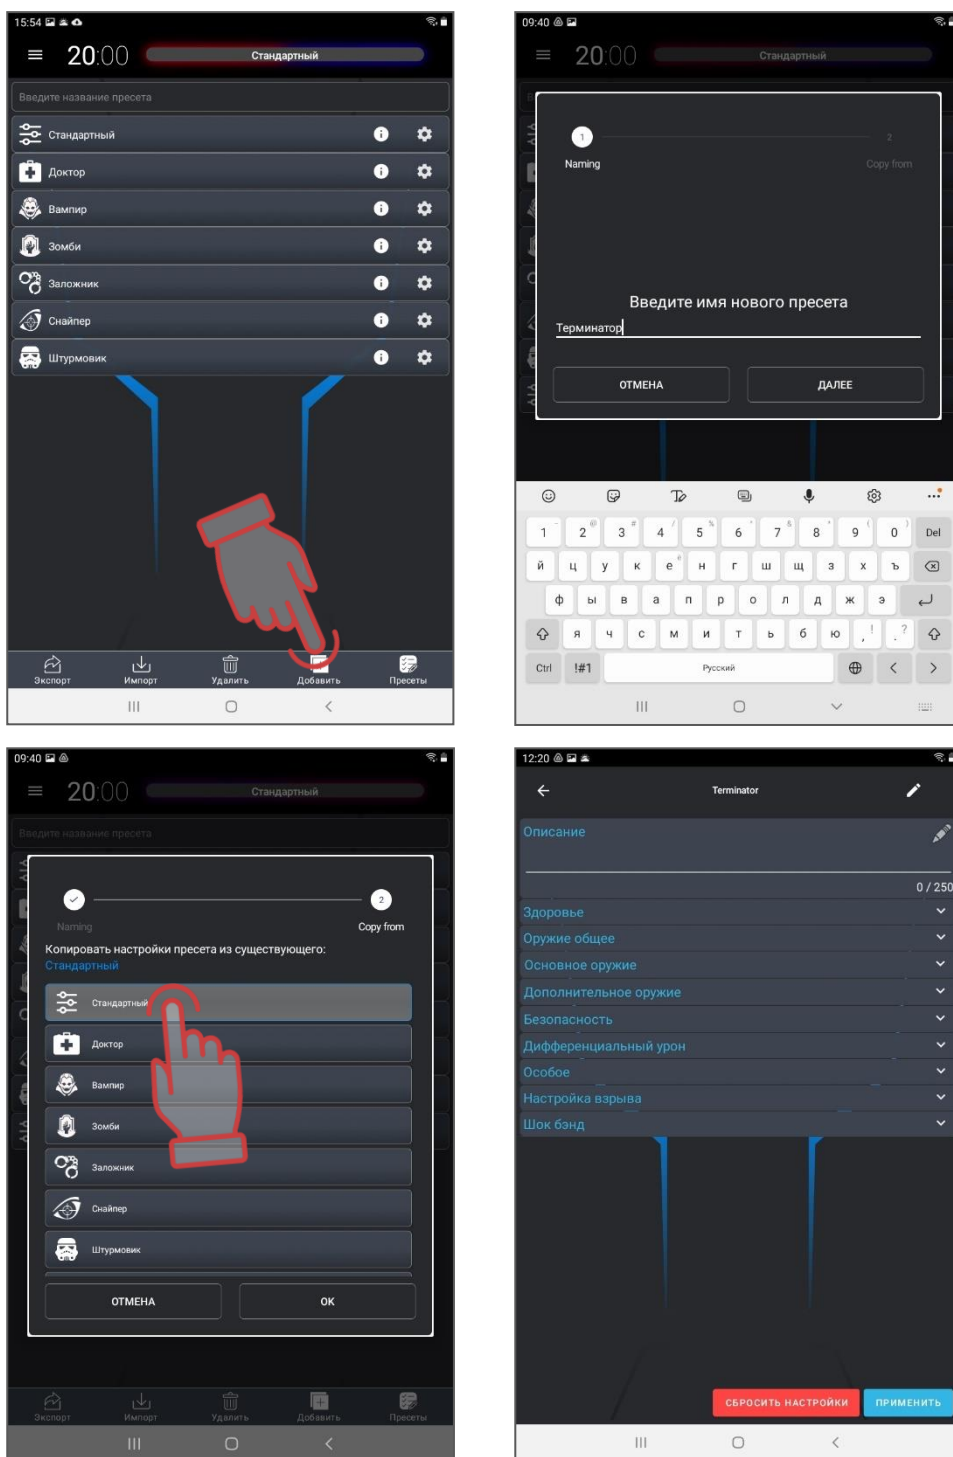 15:54
20:00 Стандартный
Введите название пресета
Стандартный
Доктор
Вампир
Зомби
Заложник
Снайпер
Штурмовик
Экспорт Импорт Удалить Добавить Пресеты
09:40
20:00 Стандартный
1 2
Naming Copy from
Введите имя нового пресета
Терминатор
ОТМЕНА ДАЛЕЕ
1 2 @ 3 # 4 / 5 % 6 7 & 8 9 ( 0 ) Del
й ц у к е ё н г ш щ з х ъ
ф ы в а п р о л д ж э
я ч с м и т ь б ю , ! . ?
Ctrl !#1 Русский < >
09:40
20:00 Стандартный
Введите название пресета
2
Naming Copy from
Копировать настройки пресета из существующего:
Стандартный
Стандартный
Доктор
Вампир
Зомби
Заложник
Снайпер
Штурмовик
ОТМЕНА OK
Экспорт Импорт Удалить Добавить Пресеты
12:20
Terminator
Описание
0 / 250
Здоровье
Оружие общее
Основное оружие
Дополнительное оружие
Безопасность
Дифференциальный урон
Особое
Настройка взрыва
Шок бэнд
СБРОСИТЬ НАСТРОЙКИ ПРИМЕНИТЬ